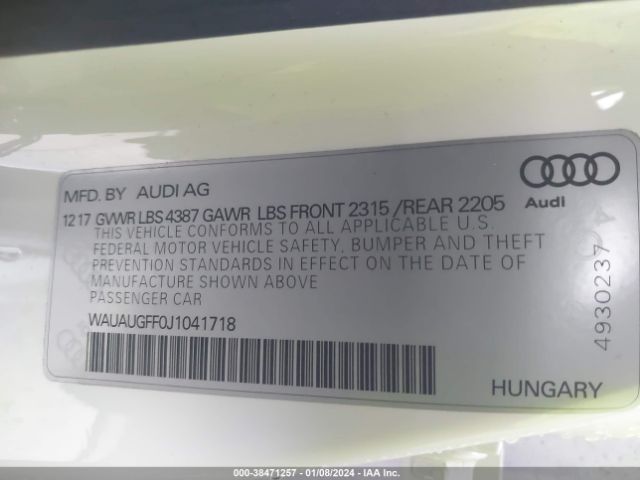 MFD. BY AUDI AG
12 17 GVWR LBS 4387 GAWR LBS FRONT 2315 / REAR 2205
THIS VEHICLE CONFORMS TO ALL APPLICABLE U.S.
FEDERAL MOTOR VEHICLE SAFETY, BUMPER AND THEFT
PREVENTION STANDARDS IN EFFECT ON THE DATE OF
MANUFACTURE SHOWN ABOVE
PASSENGER CAR
WAUAUGFF0J1041718
Audi
4930237
HUNGARY
000-38471257 - 01/08/2024 - IAAI.COM